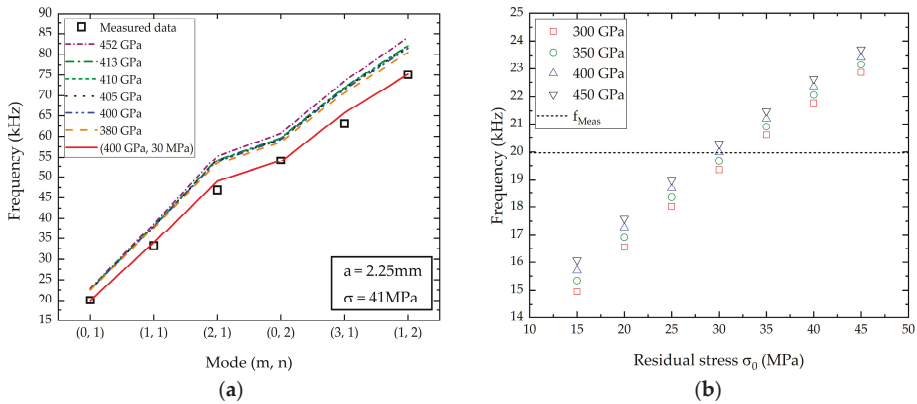 (a)
Measured data
452 GPa
413 GPa
410 GPa
405 GPa
400 GPa
380 GPa
(400 GPa, 30 MPa)
Frequency (kHz)
90
85
80
75
70
65
60
55
50
45
40
35
30
25
20
15
a = 2.25mm
σ = 41MPa
(0, 1)
(1, 1)
(2, 1)
(0, 2)
(3, 1)
(1, 2)
Mode (m, n)
(a)
(b)
300 GPa
350 GPa
400 GPa
450 GPa
fMeas
Frequency (kHz)
25
24
23
22
21
20
19
18
17
16
15
14
10
15
20
25
30
35
40
45
50
Residual stress σ0 (MPa)
(b)